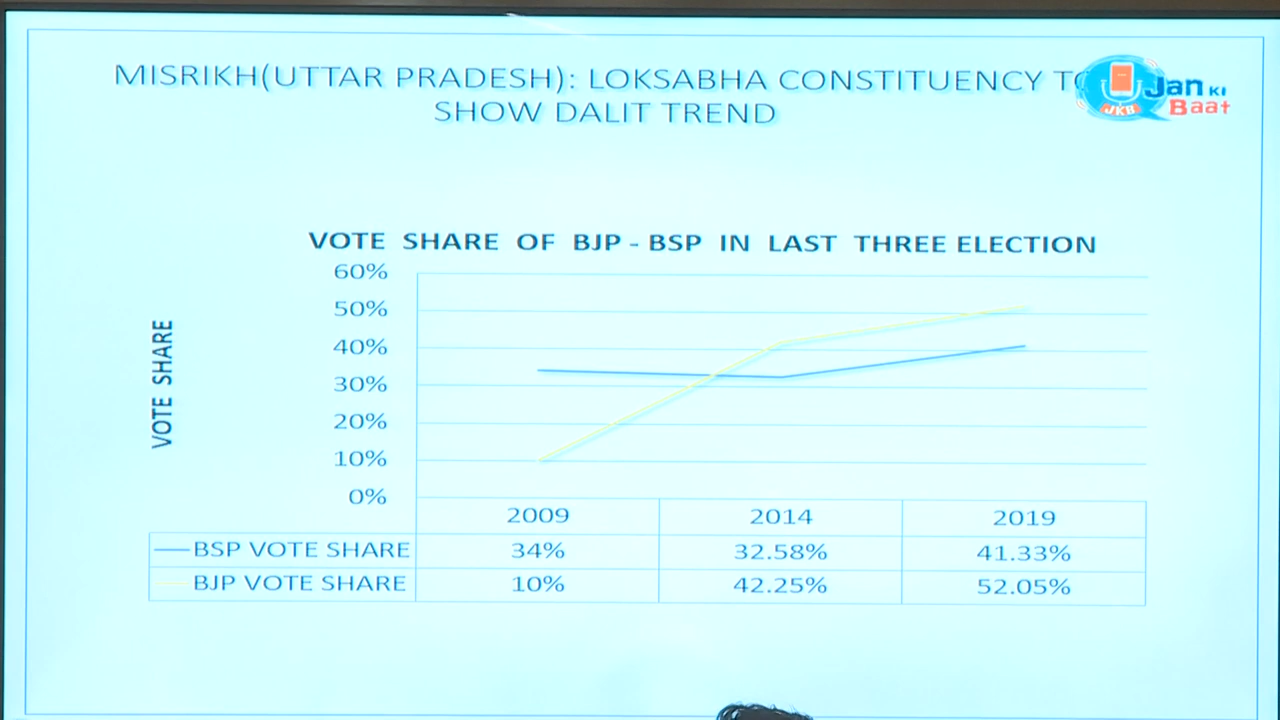 MISRIKH(UTTAR PRADESH): LOKSABHA CONSTITUENCY TO
SHOW DALIT TREND
Jan KI
Baat
JKB
VOTE SHARE OF BJP - BSP IN LAST THREE ELECTION
VOTE SHARE
60%
50%
40%
30%
20%
10%
0%
2009 2014 2019
BSP VOTE SHARE 34% 32.58% 41.33%
BJP VOTE SHARE 10% 42.25% 52.05%